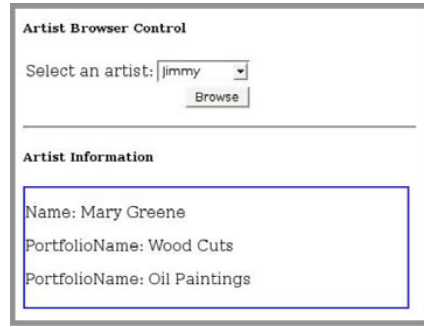 Artist Browser Control
Select an artist: Jimmy
Browse
Artist Information
Name: Mary Greene
PortfolioName: Wood Cuts
PortfolioName: Oil Paintings